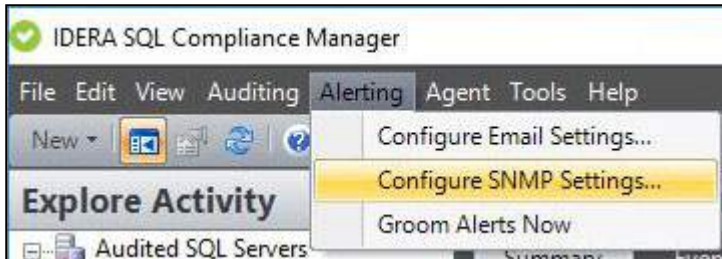 IDERA SQL Compliance Manager
File Edit View Auditing Alerting Agent Tools Help
New
Configure Email Settings...
Configure SNMP Settings...
Groom Alerts Now
Explore Activity
Audited SQL Servers
Summary